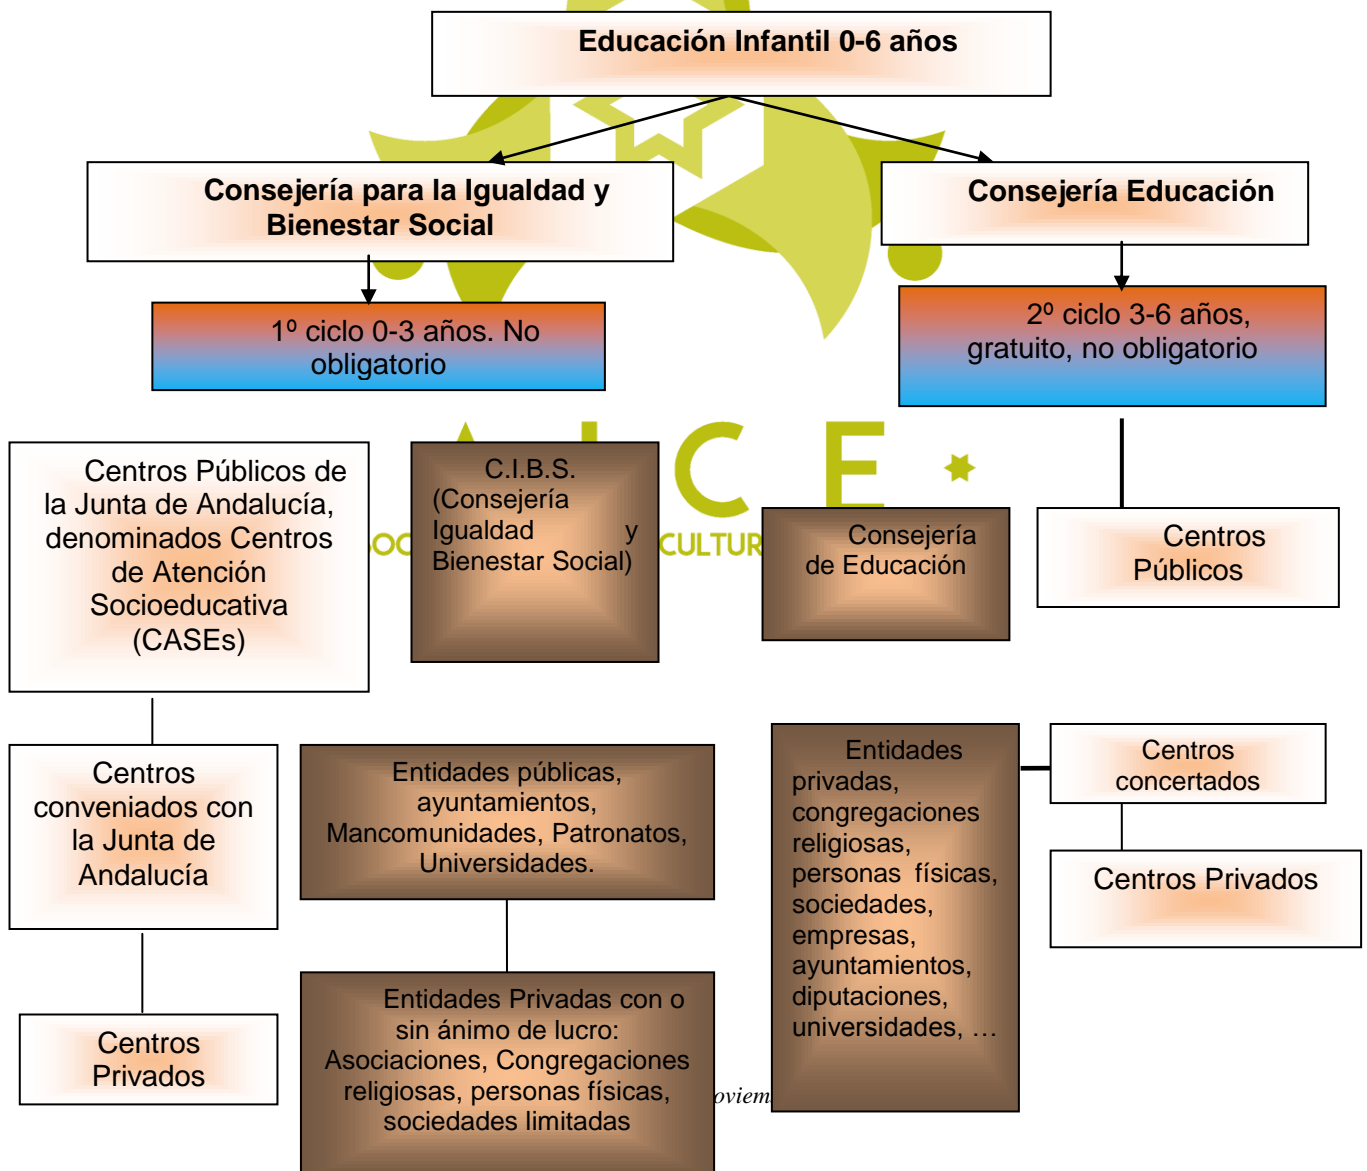 Educación Infantil 0-6 años
Consejería para la Igualdad y
Bienestar Social
Consejería Educación
1º ciclo 0-3 años. No
obligatorio
2º ciclo 3-6 años,
gratuito, no obligatorio
Centros Públicos de
la Junta de Andalucía,
denominados Centros
de Atención
Socioeducativa
(CASEs)
C.I.B.S.
(Consejería
Igualdad y
Bienestar Social)
Consejería
de Educación
Centros
Públicos
C E
CULTUR
Centros
conveniados con
la Junta de
Andalucía
Entidades públicas,
ayuntamientos,
Mancomunidades, Patronatos,
Universidades.
Entidades
privadas,
congregaciones
religiosas,
personas físicas,
sociedades,
empresas,
ayuntamientos,
diputaciones,
universidades, …
Centros
concertados
Centros Privados
Centros
Privados
Entidades Privadas con o
sin ánimo de lucro:
Asociaciones, Congregaciones
religiosas, personas físicas,
sociedades limitadas
oviem